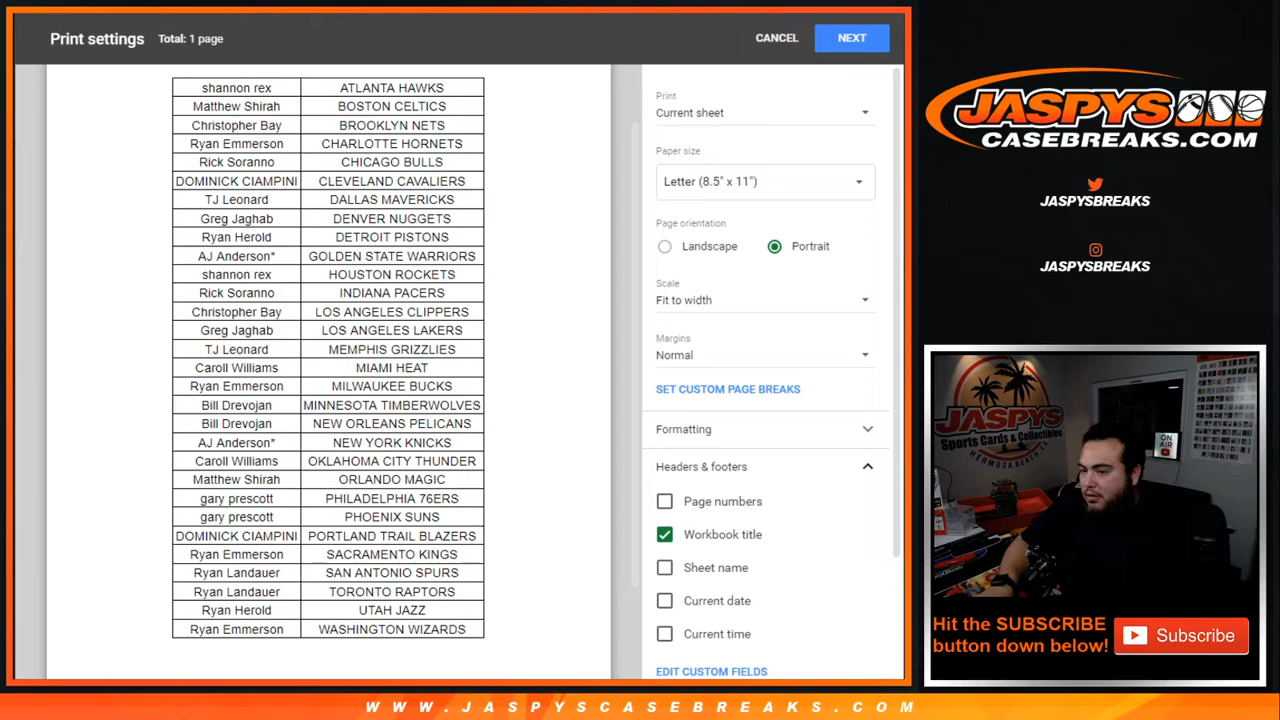 Print settings Total: 1 page CANCEL NEXT
shannon rex ATLANTA HAWKS
Matthew Shirah BOSTON CELTICS
Christopher Bay BROOKLYN NETS
Ryan Emmerson CHARLOTTE HORNETS
Rick Soranno CHICAGO BULLS
DOMINICK CIAMPINI CLEVELAND CAVALIERS
TJ Leonard DALLAS MAVERICKS
Greg Jaghab DENVER NUGGETS
Ryan Herold DETROIT PISTONS
AJ Anderson* GOLDEN STATE WARRIORS
shannon rex HOUSTON ROCKETS
Rick Soranno INDIANA PACERS
Christopher Bay LOS ANGELES CLIPPERS
Greg Jaghab LOS ANGELES LAKERS
TJ Leonard MEMPHIS GRIZZLIES
Caroll Williams MIAMI HEAT
Ryan Emmerson MILWAUKEE BUCKS
Bill Drevojan MINNESOTA TIMBERWOLVES
Bill Drevojan NEW ORLEANS PELICANS
AJ Anderson* NEW YORK KNICKS
Caroll Williams OKLAHOMA CITY THUNDER
Matthew Shirah ORLANDO MAGIC
gary prescott PHILADELPHIA 76ERS
gary prescott PHOENIX SUNS
DOMINICK CIAMPINI PORTLAND TRAIL BLAZERS
Ryan Emmerson SACRAMENTO KINGS
Ryan Landauer SAN ANTONIO SPURS
Ryan Landauer TORONTO RAPTORS
Ryan Herold UTAH JAZZ
Ryan Emmerson WASHINGTON WIZARDS
Print
Current sheet
Paper size
Letter (8.5" x 11")
Page orientation
Landscape Portrait
Scale
Fit to width
Margins
Normal
SET CUSTOM PAGE BREAKS
Formatting
Headers & footers
Page numbers
Workbook title
Sheet name
Current date
Current time
EDIT CUSTOM FIELDS
JASPYS
CASEBREAKS.COM
JASPYSBREAKS
JASPYSBREAKS
JASPYS
Sports Cards & Collectibles
HERMOSA BEACH, CA
ON
AIR
Hit the SUBSCRIBE
button down below!
Subscribe
WWW.JASPYSCASEBREAKS.COM